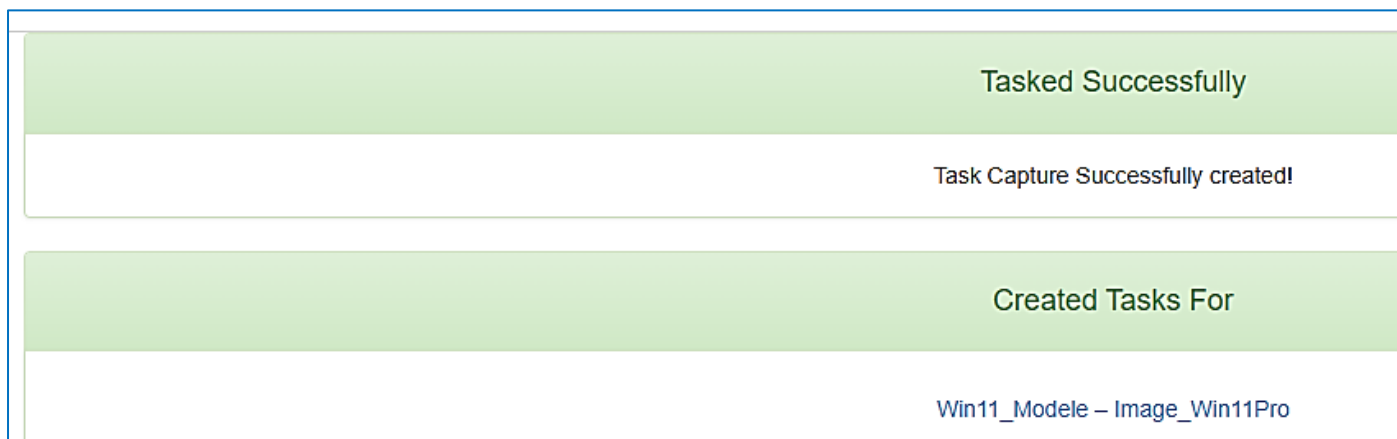 Tasked Successfully
Task Capture Successfully created!
Created Tasks For
Win11_Modele – Image_Win11Pro